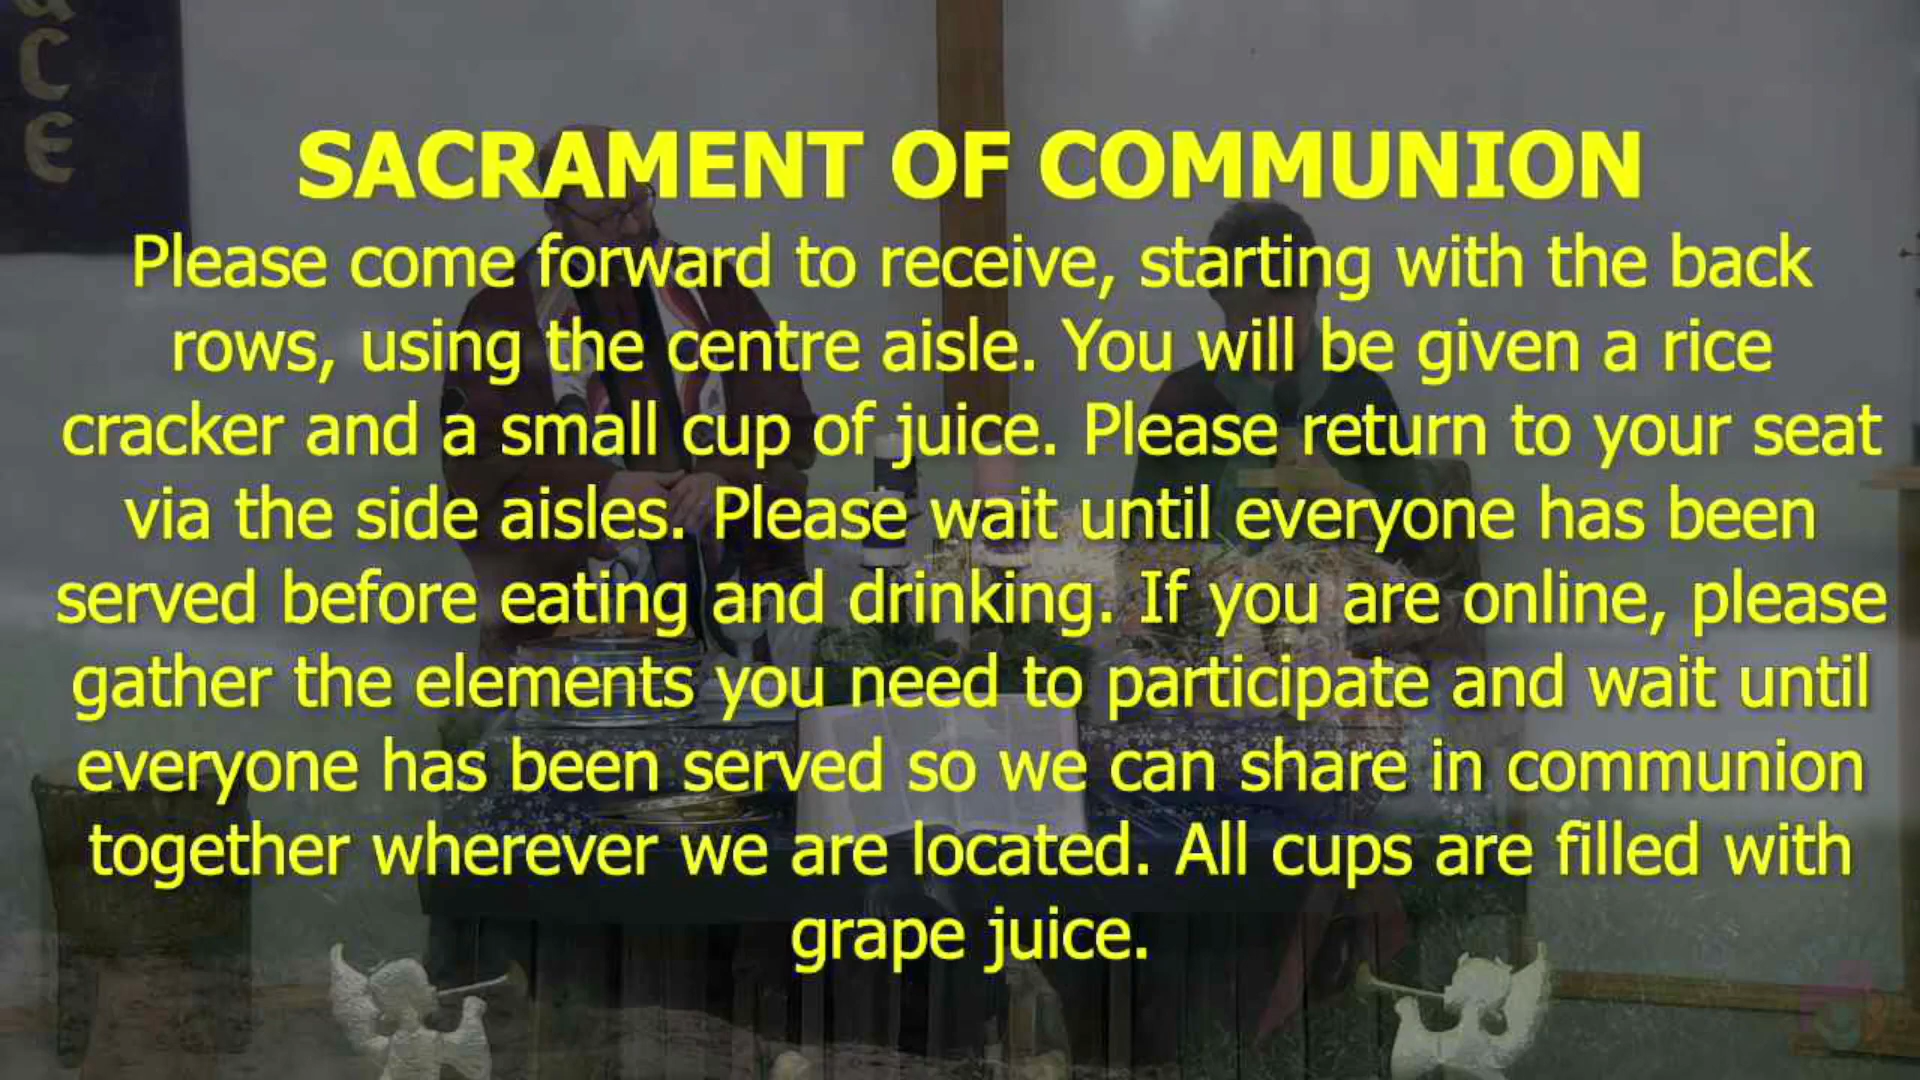 ACE
SACRAMENT OF COMMUNION
Please come forward to receive, starting with the back
rows, using the centre aisle. You will be given a rice
cracker and a small cup of juice. Please return to your seat
via the side aisles. Please wait until everyone has been
served before eating and drinking. If you are online, please
gather the elements you need to participate and wait until
everyone has been served so we can share in communion
together wherever we are located. All cups are filled with
grape juice.